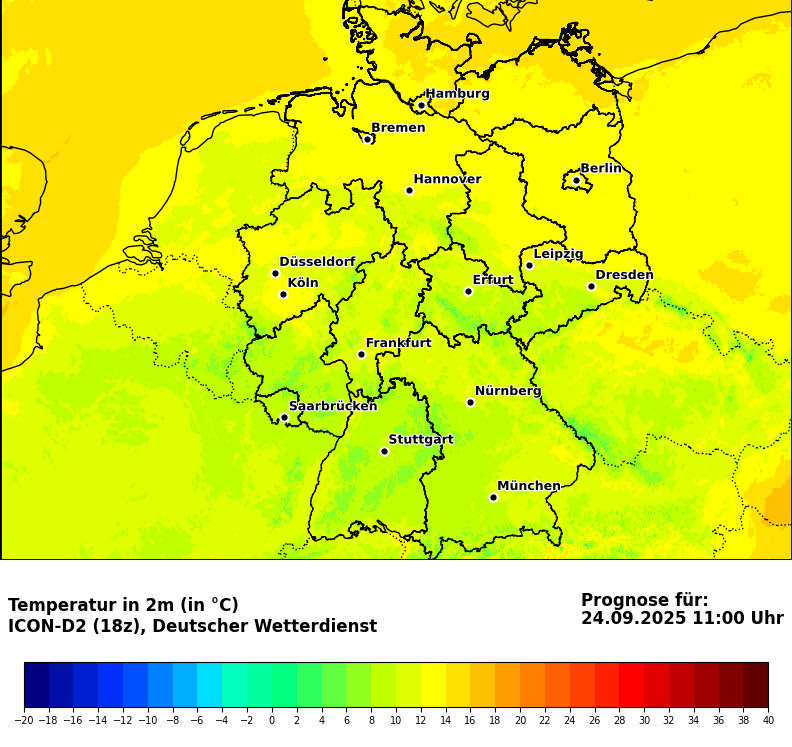 Hamburg
Bremen
Berlin
Hannover
Leipzig
Düsseldorf
Dresden
Köln
Erfurt
Frankfurt
Nürnberg
Saarbrücken
Stuttgart
München
Temperatur in 2m (in °C)
ICON-D2 (18z), Deutscher Wetterdienst
Prognose für:
24.09.2025 11:00 Uhr
−20 −18 −16 −14 −12 −10 −8 −6 −4 −2 0 2 4 6 8 10 12 14 16 18 20 22 24 26 28 30 32 34 36 38 40